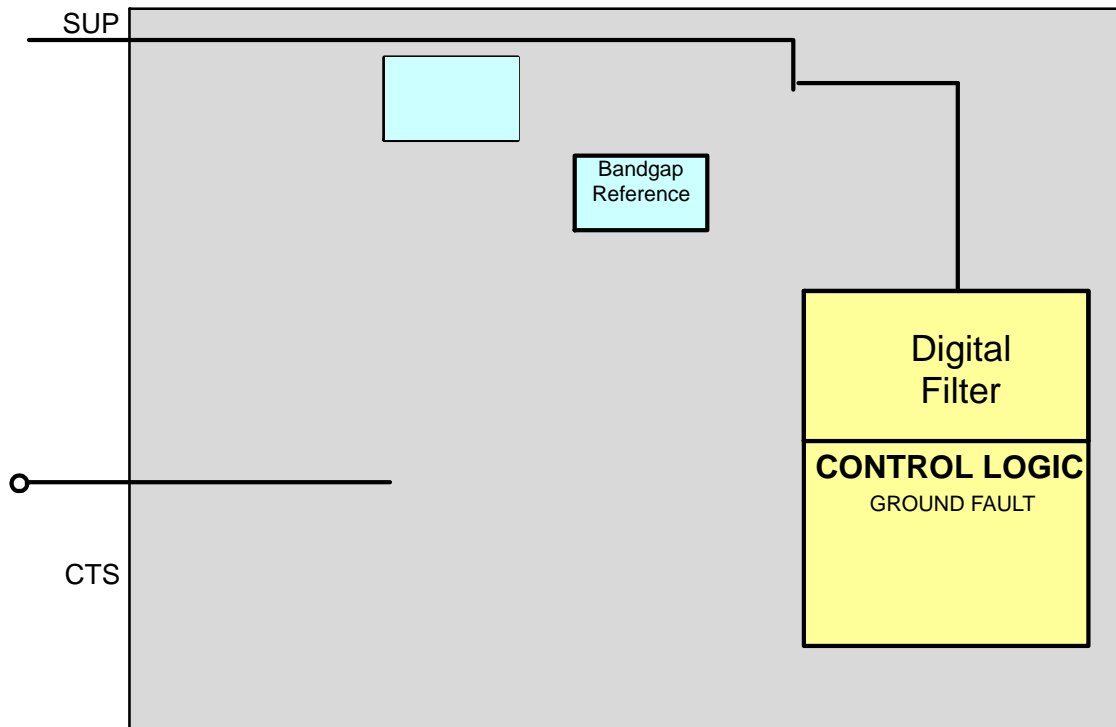 SUP
Bandgap
Reference
Digital
Filter
CONTROL LOGIC
GROUND FAULT
CTS